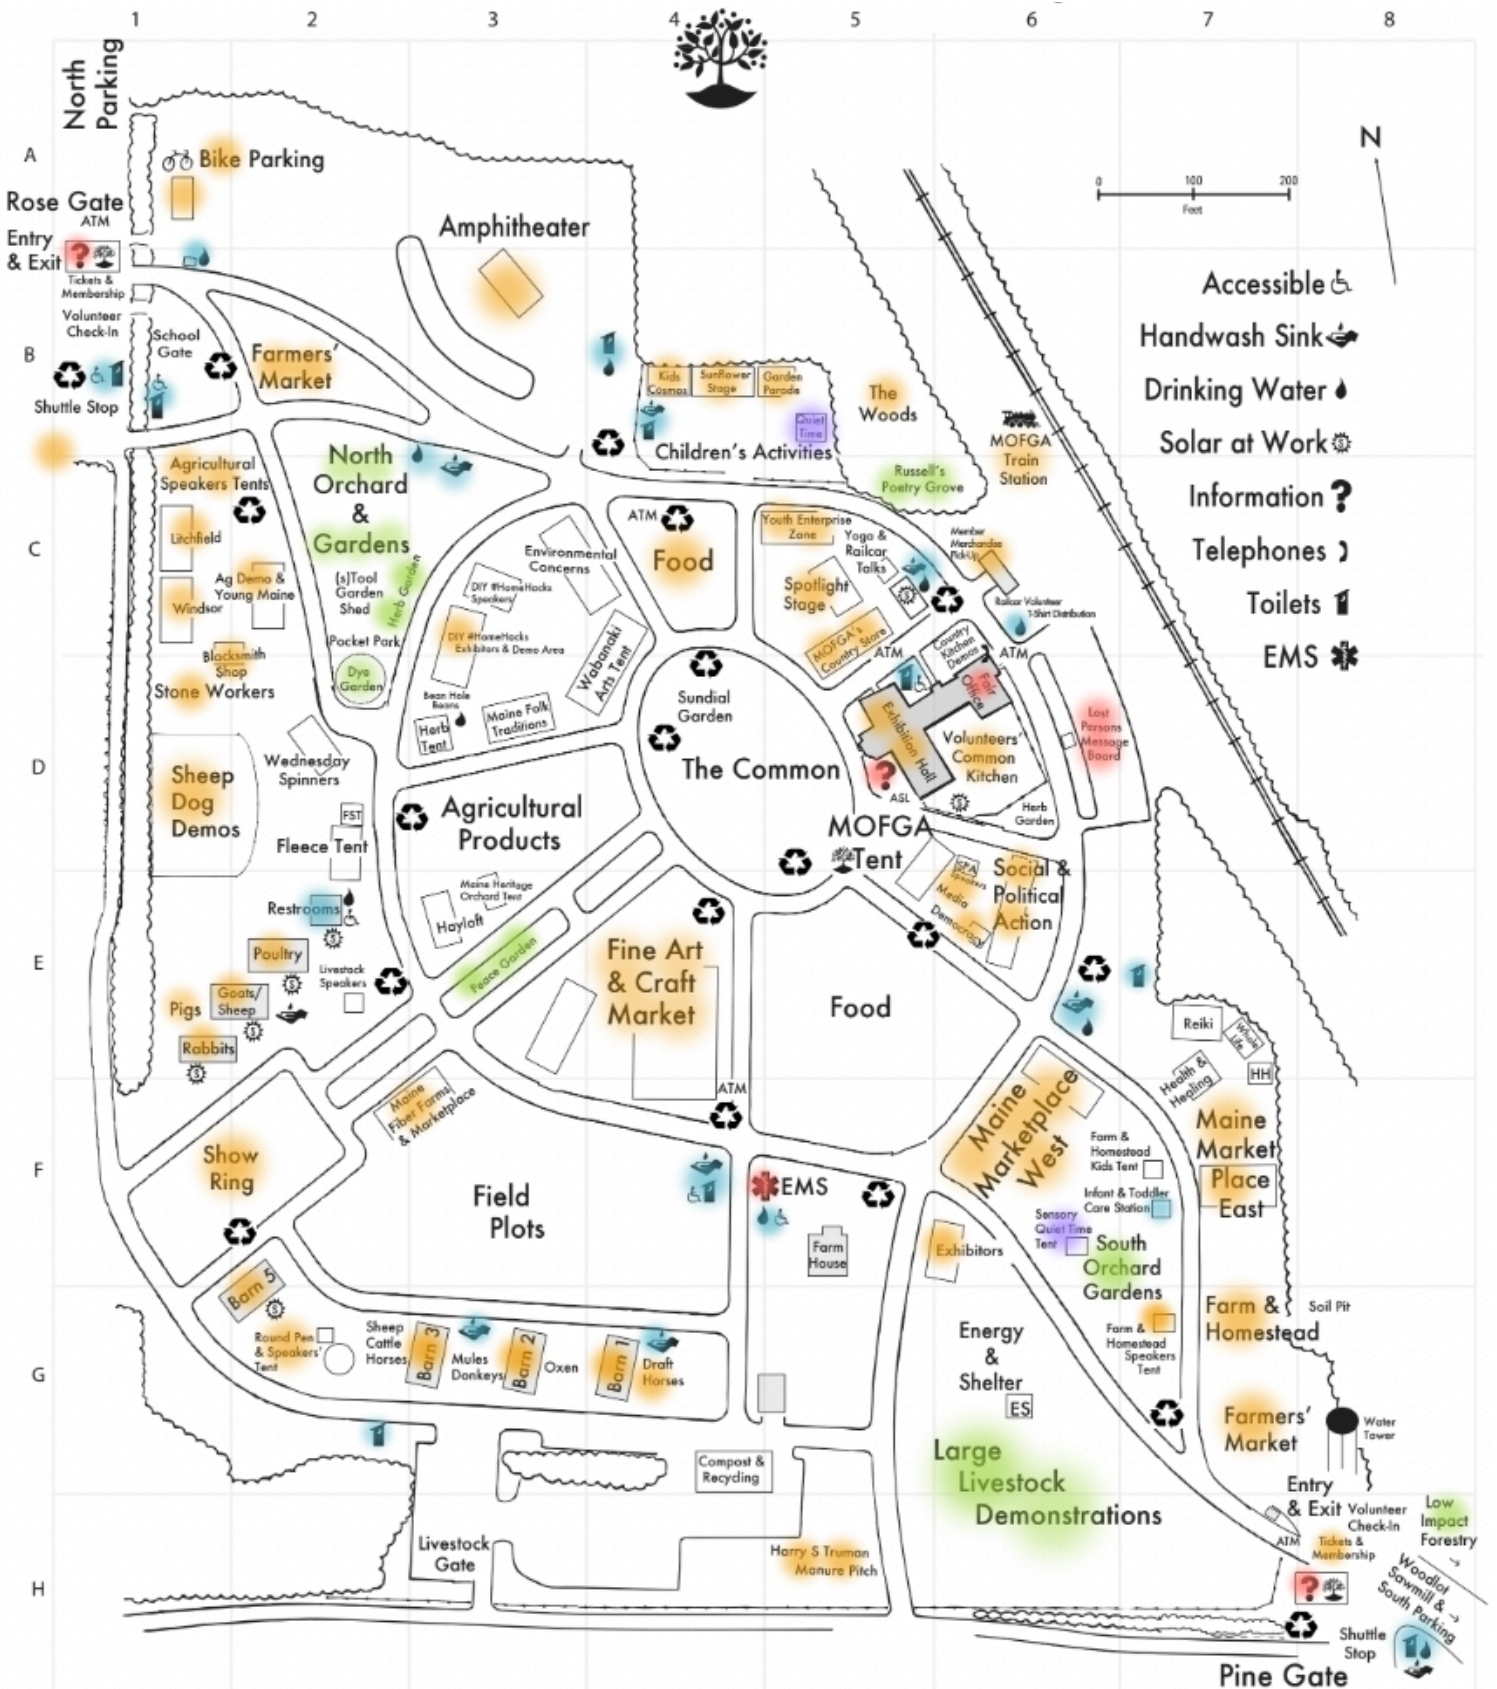 1 2 3 4 5 6 7 8
North
Parking
A
Bike Parking
Rose Gate
ATM
Entry
& Exit
?
Tickets &
Membership
Volunteer
Check-In
Amphitheater
N
0 100 200
Feet
Accessible
Handwash Sink
Drinking Water
Solar at Work
Information ?
Telephones
Toilets
EMS
B
School
Gate
Shuttle Stop
Farmers'
Market
Kids
Cosmos
Sunflower
Stage
Garden
Parade
Quiet
Time
Children's Activities
The
Woods
Russell's
Poetry Grove
MOFGA
Train
Station
Agricultural
Speakers Tents
North
Orchard
&
Gardens
C
Litchfield
Ag Demo &
Young Maine
Windsor
Blacksmith
Shop
Stone Workers
(s)Tool
Garden
Shed
Herb Garden
Pocket Park
Dye
Garden
Environmental
Concerns
DIY #HomeHacks
Speakers/
DIY #HomeHacks
Exhibitors & Demo Area
Wabanaki
Arts Tent
Bean Hole
Beans
Herb
Tent
Maine Folk
Traditions
ATM
Food
Youth Enterprise
Zone
Yoga &
Railcar
Talks
Spotlight
Stage
MOFGA's
Country Store
Member
Merchandise
Pick-Up
Railcar Volunteer
T-Shirt Distribution
S
ATM
Country
Kitchen
Demos
ATM
Fair
Office
Exhibition Hall
Volunteers'
Common
Kitchen
?
ASL
S
Herb
Garden
Lost
Persons
Message
Board
Sundial
Garden
The Common
MOFGA
Tent
D
Sheep
Dog
Demos
Wednesday
Spinners
FST
Fleece Tent
Agricultural
Products
Maine Heritage
Orchard Tent
Hayloft
Peace Garden
SPA
Speakers
Media
Democracy
Social &
Political
Action
Restrooms
S
E
Poultry
S
Livestock
Speakers
Pigs
Goats/
Sheep
S
Rabbits
S
Fine Art
& Craft
Market
Food
ATM
Reiki
Whole
Life
Health &
Healing
HH
Maine
Fiber Farms
& Marketplace
Maine
Marketplace
West
Maine
Market
Place
East
Farm &
Homestead
Kids Tent
Infant & Toddler
Care Station
Sensory
Quiet Time
Tent
South
Orchard
Gardens
F
Show
Ring
Field
Plots
EMS
Farm
House
Exhibitors
Barn 5
S
Round Pen
& Speakers'
Tent
Sheep
Cattle
Horses
Barn 3
Mules
Donkeys
Barn 2
Oxen
Barn 1
Draft
Horses
G
Energy
&
Shelter
ES
Farm &
Homestead
Speakers
Tent
Farm &
Homestead
Soil Pit
Farmers'
Market
Water
Tower
Large
Livestock
Demonstrations
Compost &
Recycling
Livestock
Gate
Harry S Truman
Manure Pitch
H
Entry
& Exit
Volunteer
Check-In
ATM
Tickets &
Membership
?
Low
Impact
Forestry
Woodlot
Sawmill &
South Parking
Shuttle
Stop
Pine Gate